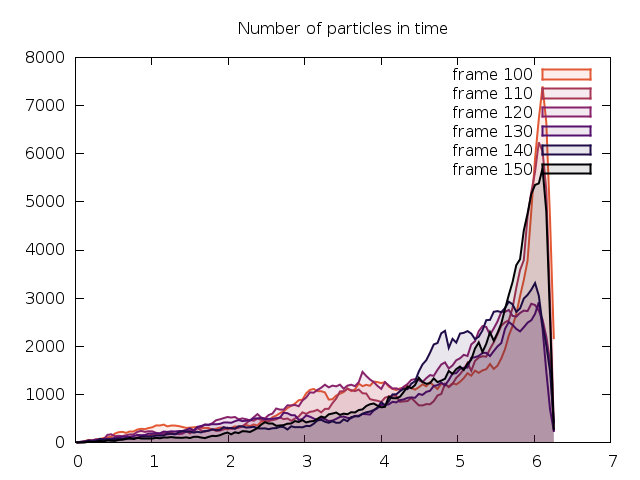 Number of particles in time
8000
7000
6000
5000
4000
3000
2000
1000
0
0 1 2 3 4 5 6 7
frame 100
frame 110
frame 120
frame 130
frame 140
frame 150